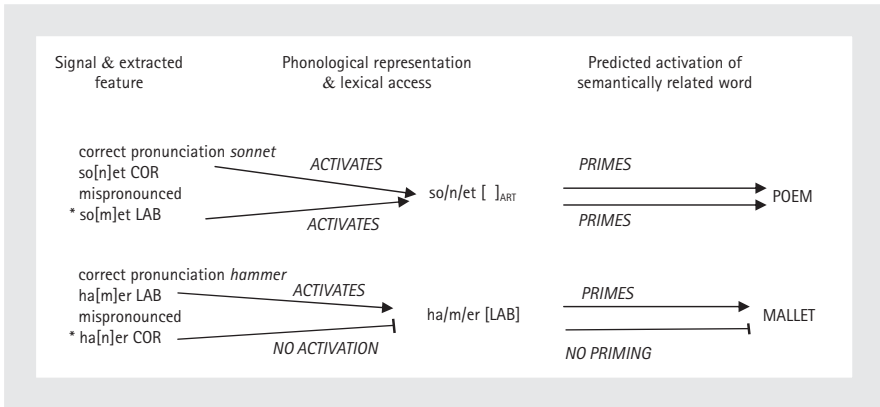 Signal & extracted
feature
Phonological representation
& lexical access
Predicted activation of
semantically related word
correct pronunciation sonnet
so[n]et COR
mispronounced
* so[m]et LAB
ACTIVATES
ACTIVATES
so/n/et [ ]ART
PRIMES
PRIMES
POEM
correct pronunciation hammer
ha[m]er LAB
mispronounced
* ha[n]er COR
ACTIVATES
NO ACTIVATION
ha/m/er [LAB]
PRIMES
NO PRIMING
MALLET